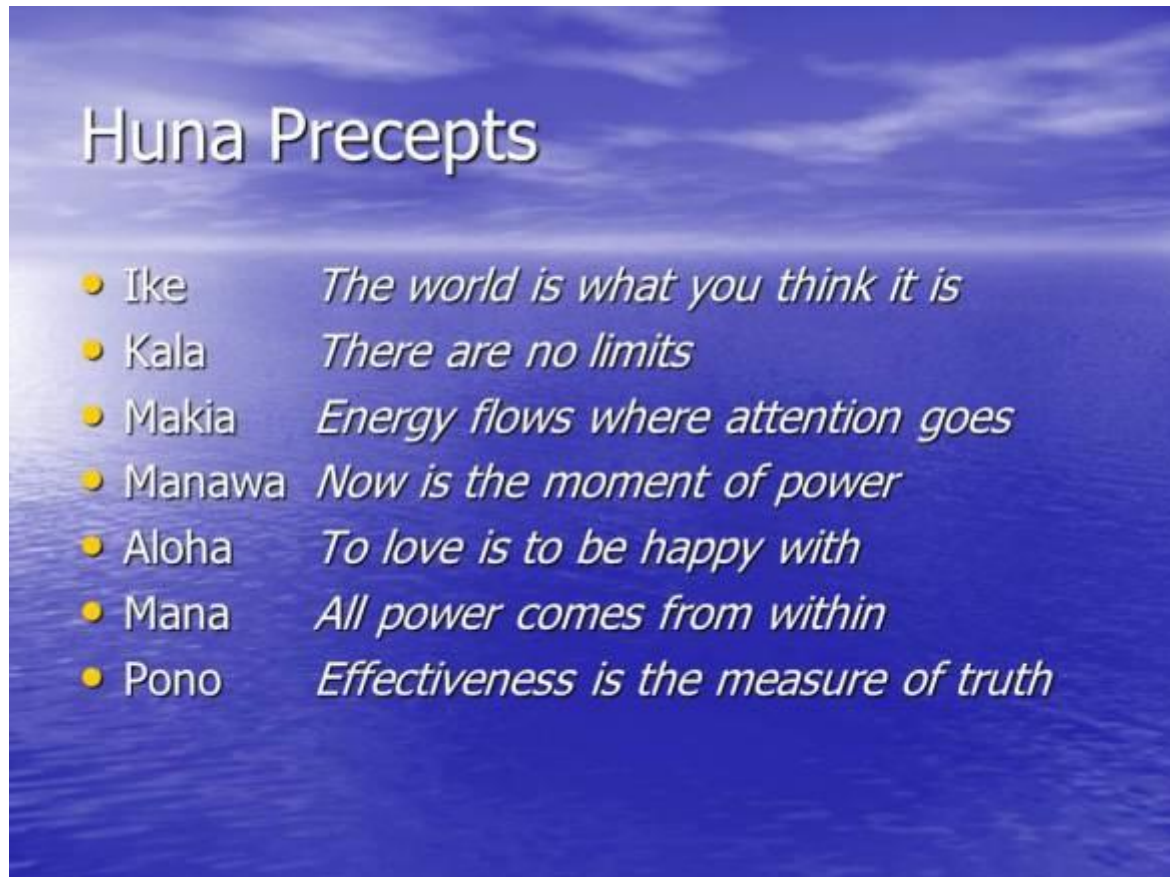 Huna Precepts
• Ike The world is what you think it is
• Kala There are no limits
• Makia Energy flows where attention goes
• Manawa Now is the moment of power
• Aloha To love is to be happy with
• Mana All power comes from within
• Pono Effectiveness is the measure of truth